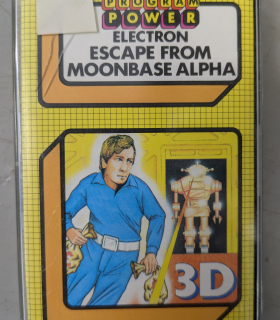 PROGRAM
POWER
ELECTRON
ESCAPE FROM
MOONBASE ALPHA
3D